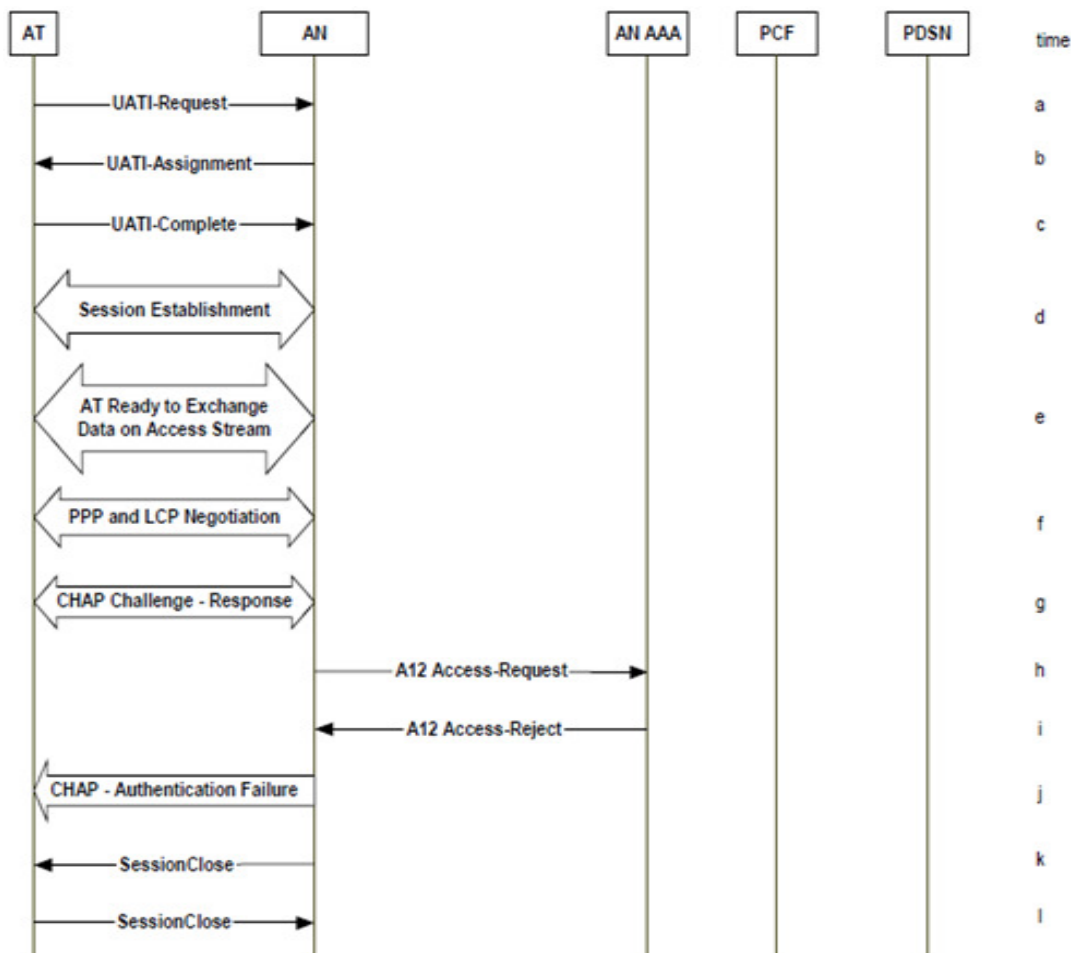 AT AN AN AAA PCF PDSN time
UATI-Request a
UATI-Assignment b
UATI-Complete c
Session Establishment d
AT Ready to Exchange
Data on Access Stream e
PPP and LCP Negotiation f
CHAP Challenge - Response g
A12 Access-Request h
A12 Access-Reject i
CHAP - Authentication Failure j
SessionClose k
SessionClose l